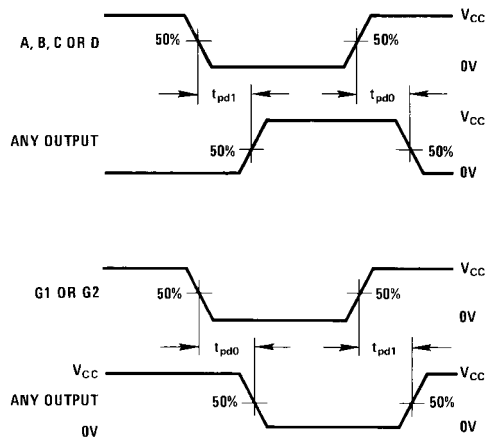 V_CC
A, B, C OR D 50% 50%
0V
t_pd1 t_pd0
V_CC
ANY OUTPUT 50% 50%
0V
V_CC
G1 OR G2 50% 50%
0V
t_pd0 t_pd1
V_CC V_CC
ANY OUTPUT 50% 50%
0V 0V